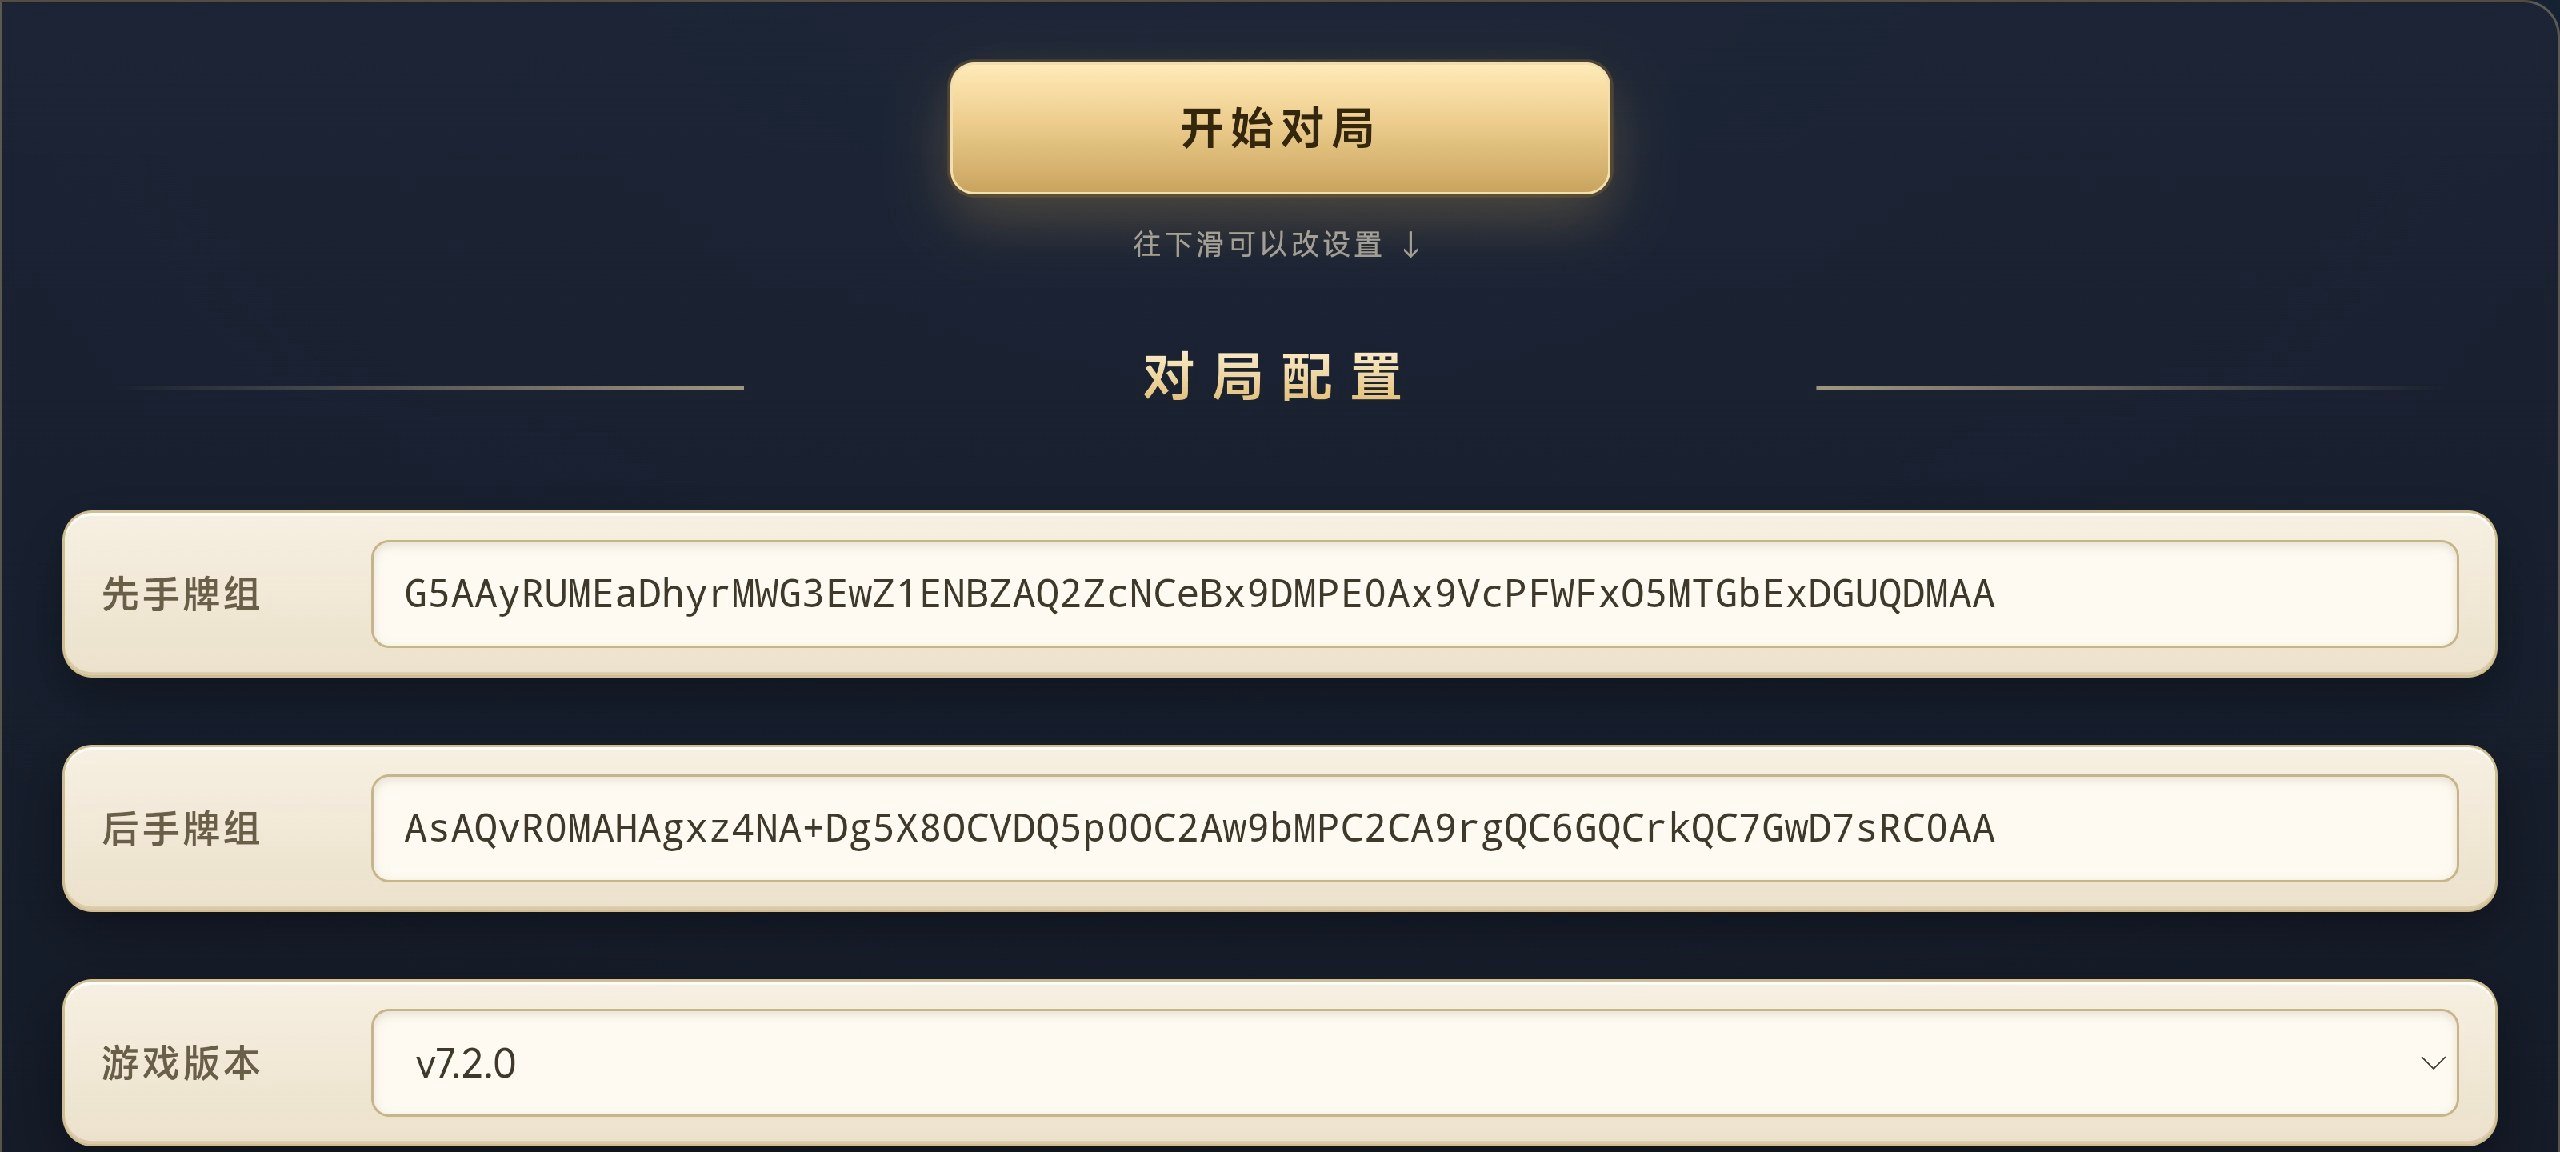 开始对局
往下滑可以改设置 ↓
对局配置
先手牌组 G5AAyRUMEaDhyrMWG3EwZ1ENBZAQ2ZcNCeBx9DMPE0Ax9VcPFWFxO5MTGbExDGUQDMAA
后手牌组 AsAQvROMAHAgxz4NA+Dg5X8OCVDQ5p0OC2Aw9bMPC2CA9rgQC6GQCrkQC7GwD7sRC0AA
游戏版本 v7.2.0